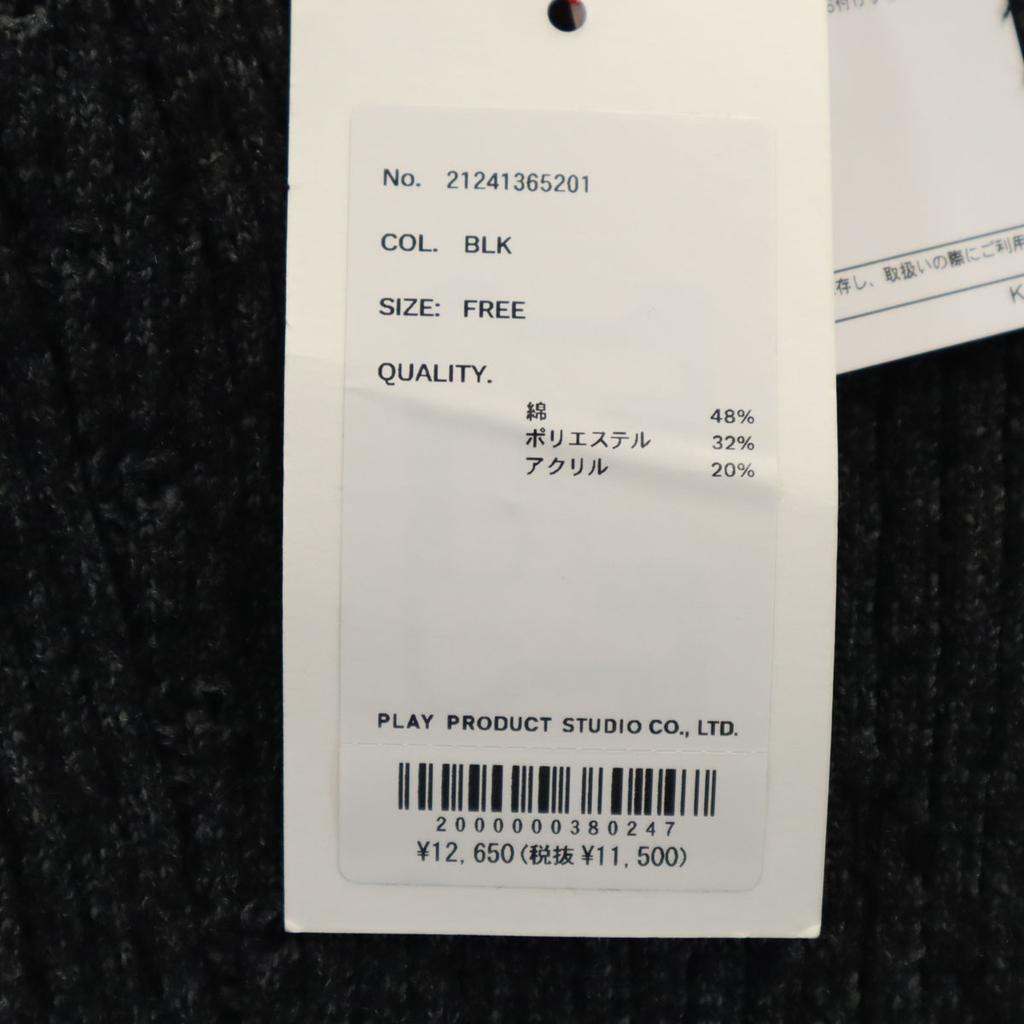 No. 21241365201
COL. BLK
SIZE: FREE
QUALITY.
綿 48%
ポリエステル 32%
アクリル 20%
PLAY PRODUCT STUDIO CO., LTD.
2000000380247
¥12,650(税抜 ¥11,500)
存し、取扱いの際にご利用
K